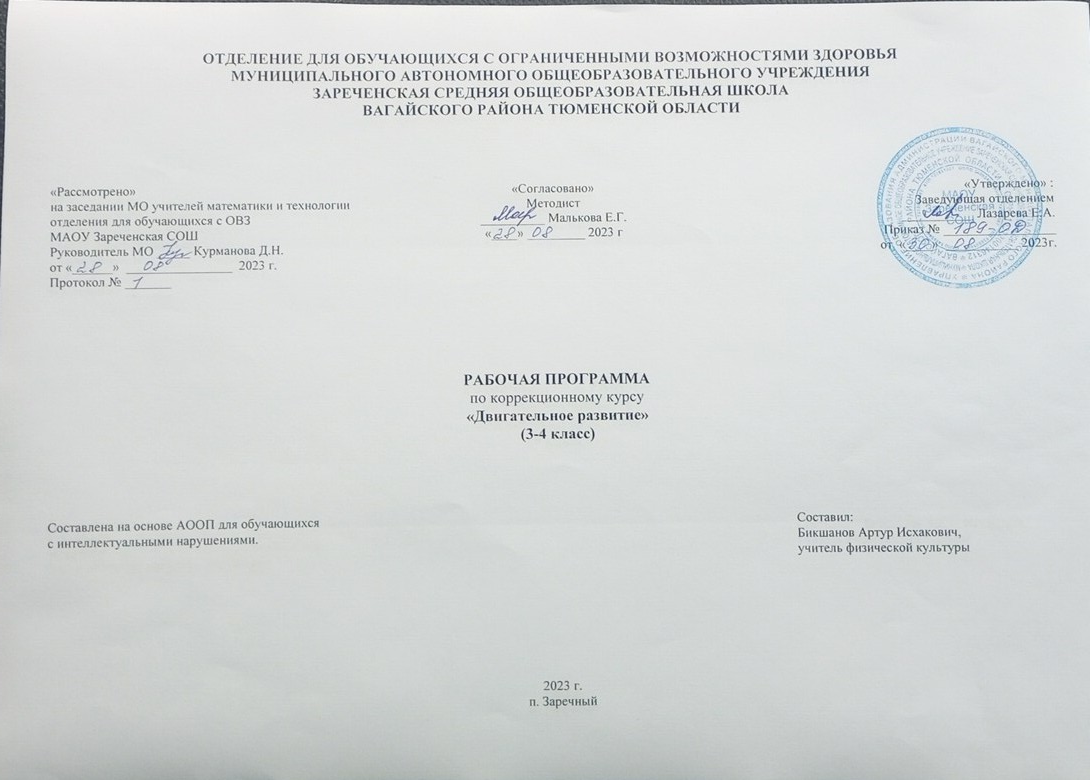 ОТДЕЛЕНИЕ ДЛЯ ОБУЧАЮЩИХСЯ С ОГРАНИЧЕННЫМИ ВОЗМОЖНОСТЯМИ ЗДОРОВЬЯ
МУНИЦИПАЛЬНОГО АВТОНОМНОГО ОБЩЕОБРАЗОВАТЕЛЬНОГО УЧРЕЖДЕНИЯ
ЗАРЕЧЕНСКАЯ СРЕДНЯЯ ОБЩЕОБРАЗОВАТЕЛЬНАЯ ШКОЛА
ВАГАЙСКОГО РАЙОНА ТЮМЕНСКОЙ ОБЛАСТИ
«Рассмотрено»
на заседании МО учителей математики и технологии
отделения для обучающихся с ОВЗ
МАОУ Зареченская СОШ
Руководитель МО Курманова Д.Н.
от « 28 » 08 2023 г.
Протокол № 1
«Согласовано»
Методист
Малькова Е.Г.
« 28 » 08 2023 г
«Утверждено» :
Заведующая отделением
Лазарева Е.А.
Приказ № 189-ОД
от «30» 08 2023г.
МАОУ
Зареченская
СОШ
РАБОЧАЯ ПРОГРАММА
по коррекционному курсу
«Двигательное развитие»
(3-4 класс)
Составлена на основе АООП для обучающихся
с интеллектуальными нарушениями.
Составил:
Бикшанов Артур Исхакович,
учитель физической культуры
2023 г.
п. Заречный